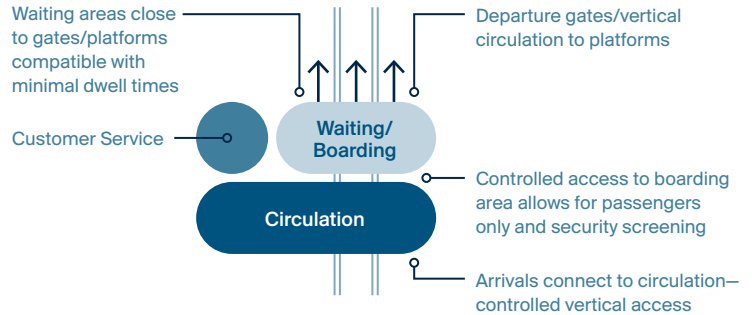 Waiting areas close
to gates/platforms
compatible with
minimal dwell times
Departure gates/vertical
circulation to platforms
Customer Service
Waiting/
Boarding
Controlled access to boarding
area allows for passengers
only and security screening
Circulation
Arrivals connect to circulation—
controlled vertical access